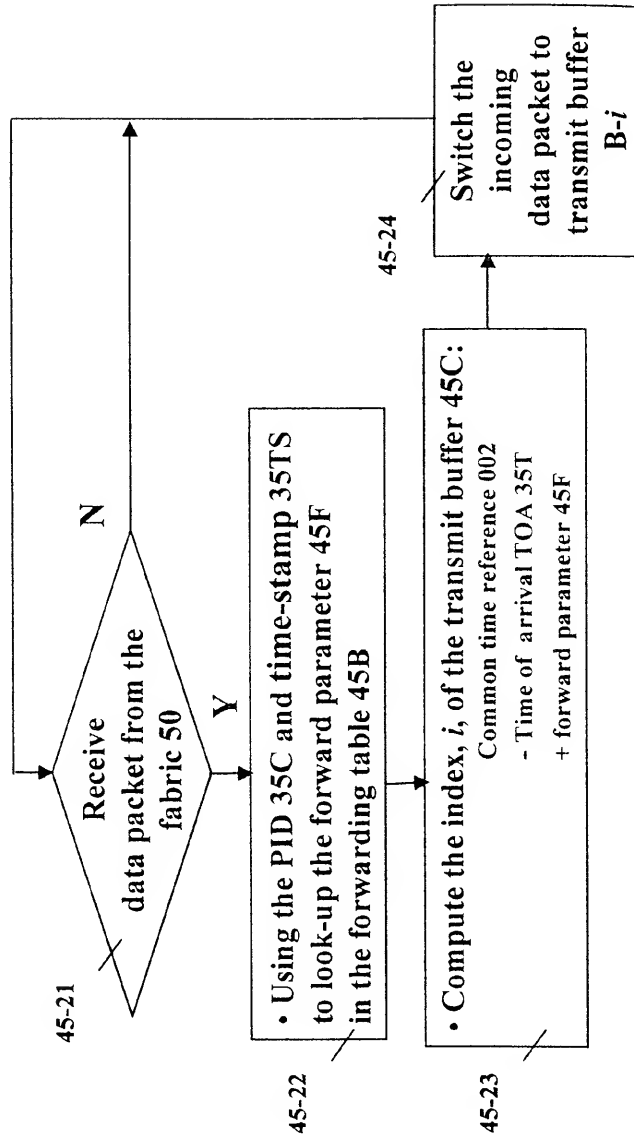 45-21
Receive
data packet from the
fabric 50
N
Y
45-22
• Using the PID 35C and time-stamp 35TS
to look-up the forward parameter 45F
in the forwarding table 45B
45-23
• Compute the index, i, of the transmit buffer 45C:
Common time reference 002
- Time of arrival TOA 35T
+ forward parameter 45F
45-24
Switch the
incoming
data packet to
transmit buffer
B-i